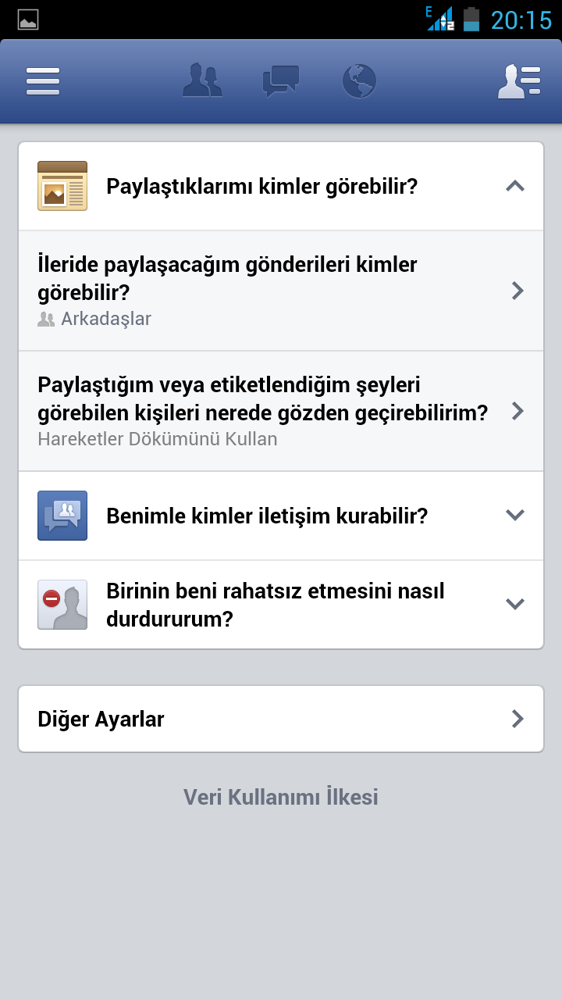 E
2
20:15
Paylaştıklarımı kimler görebilir?
İleride paylaşacağım gönderileri kimler
görebilir?
Arkadaşlar
Paylaştığım veya etiketlendiğim şeyleri
görebilen kişileri nerede gözden geçirebilirim?
Hareketler Dökümünü Kullan
Benimle kimler iletişim kurabilir?
Birinin beni rahatsız etmesini nasıl
durdururum?
Diğer Ayarlar
Veri Kullanımı İlkesi